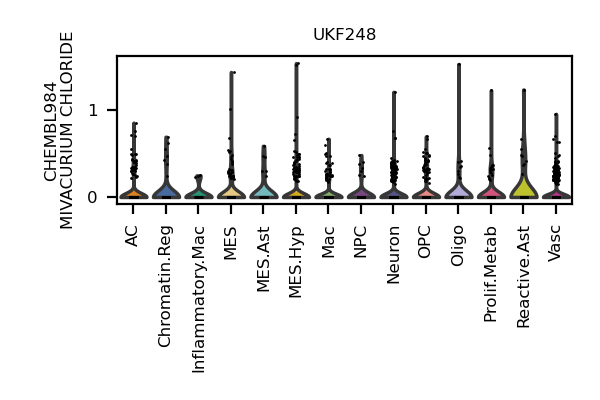 UKF248
CHEMBL984
MIVACURIUM CHLORIDE
1
0
AC
Chromatin.Reg
Inflammatory.Mac
MES
MES.Ast
MES.Hyp
Mac
NPC
Neuron
OPC
Oligo
Prolif.Metab
Reactive.Ast
Vasc